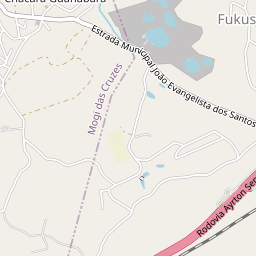 Chácara Guanabara
Fukus
Estrada Municipal João Evangelista dos Santos
Mogi das Cruzes
Rodovia Ayrton Sen